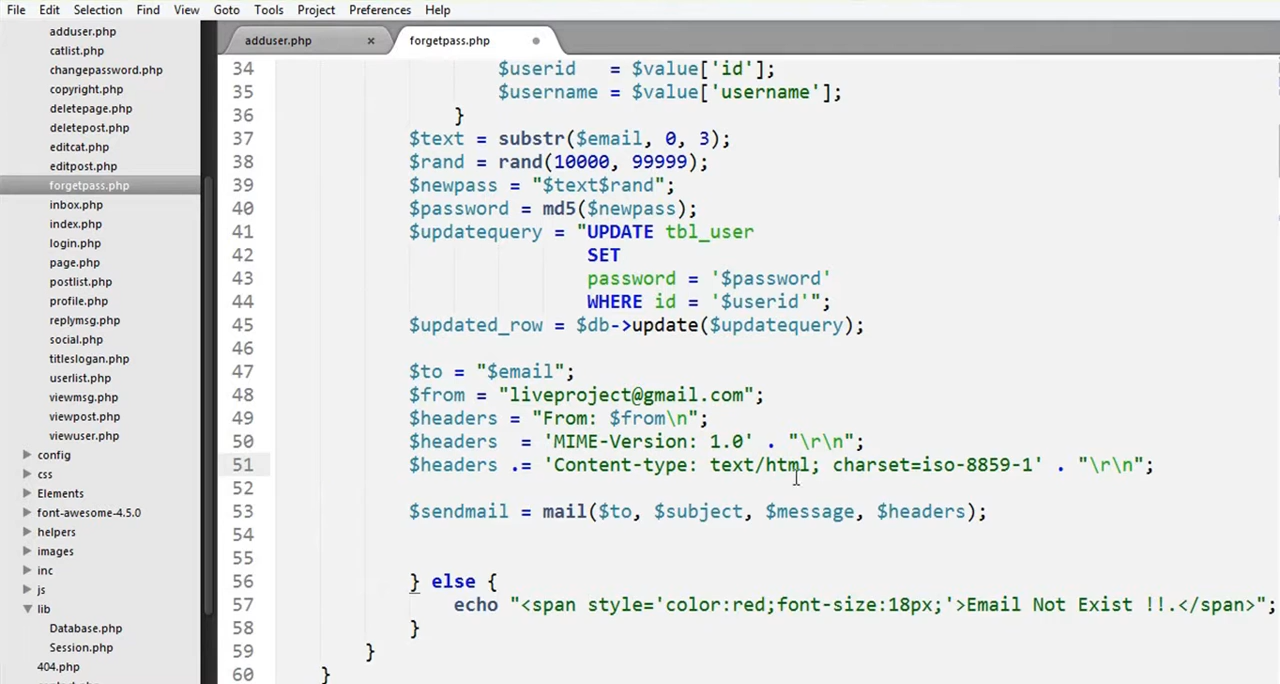 File Edit Selection Find View Goto Tools Project Preferences Help
adduser.php
catlist.php
changepassword.php
copyright.php
deletepage.php
deletepost.php
editcat.php
editpost.php
forgetpass.php
inbox.php
index.php
login.php
page.php
postlist.php
profile.php
replymsg.php
social.php
titleslogan.php
userlist.php
viewmsg.php
viewpost.php
viewuser.php
config
css
Elements
font-awesome-4.5.0
helpers
images
inc
js
lib
Database.php
Session.php
404.php
adduser.php × forgetpass.php
34 $userid = $value['id'];
35 $username = $value['username'];
36 }
37 $text = substr($email, 0, 3);
38 $rand = rand(10000, 99999);
39 $newpass = "$text$rand";
40 $password = md5($newpass);
41 $updatequery = "UPDATE tbl_user
42 SET
43 password = '$password'
44 WHERE id = '$userid'";
45 $updated_row = $db->update($updatequery);
46
47 $to = "$email";
48 $from = "liveproject@gmail.com";
49 $headers = "From: $from\n";
50 $headers = 'MIME-Version: 1.0' . "\r\n";
51 $headers .= 'Content-type: text/html; charset=iso-8859-1' . "\r\n";
52
53 $sendmail = mail($to, $subject, $message, $headers);
54
55
56 } else {
57 echo "<span style='color:red;font-size:18px;'>Email Not Exist !!.</span>";
58 }
59 }
60 }